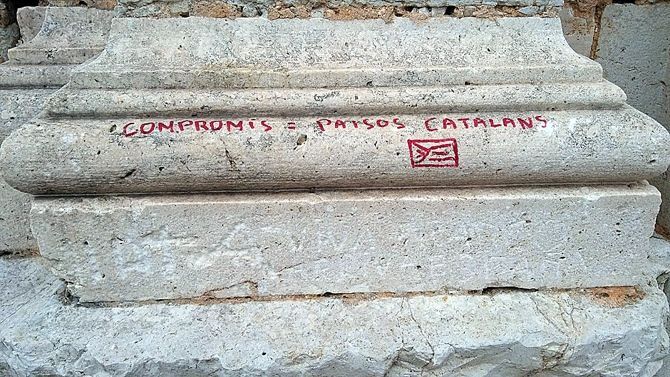 COMPROMIS = PAISOS CATALANS